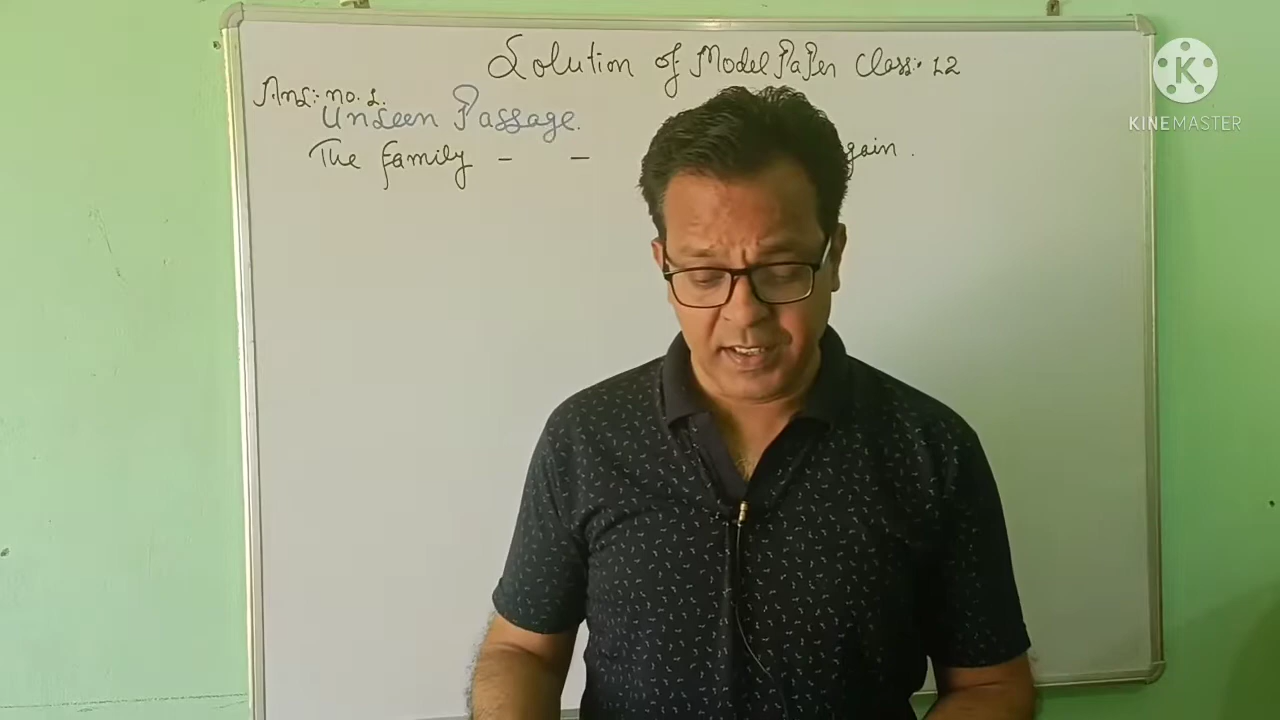 Solution of Model Paper Class:- 12
Ans:- no. 1.
Unseen Passage.
The family - - gain .
K
KINEMASTER